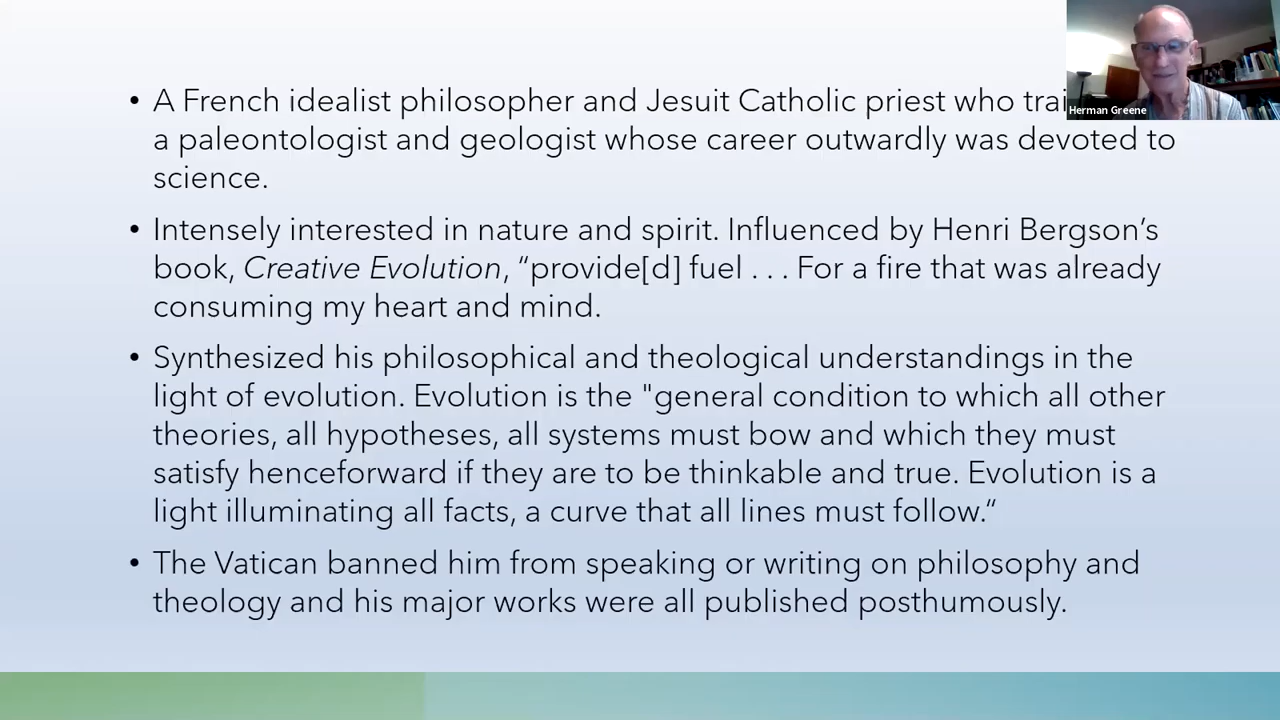 • A French idealist philosopher and Jesuit Catholic priest who
a paleontologist and geologist whose career outwardly was devoted to
science.
• Intensely interested in nature and spirit. Influenced by Henri Bergson’s
book, Creative Evolution, “provide[d] fuel . . . For a fire that was already
consuming my heart and mind.
• Synthesized his philosophical and theological understandings in the
light of evolution. Evolution is the "general condition to which all other
theories, all hypotheses, all systems must bow and which they must
satisfy henceforward if they are to be thinkable and true. Evolution is a
light illuminating all facts, a curve that all lines must follow.“
• The Vatican banned him from speaking or writing on philosophy and
theology and his major works were all published posthumously.
Herman Greene